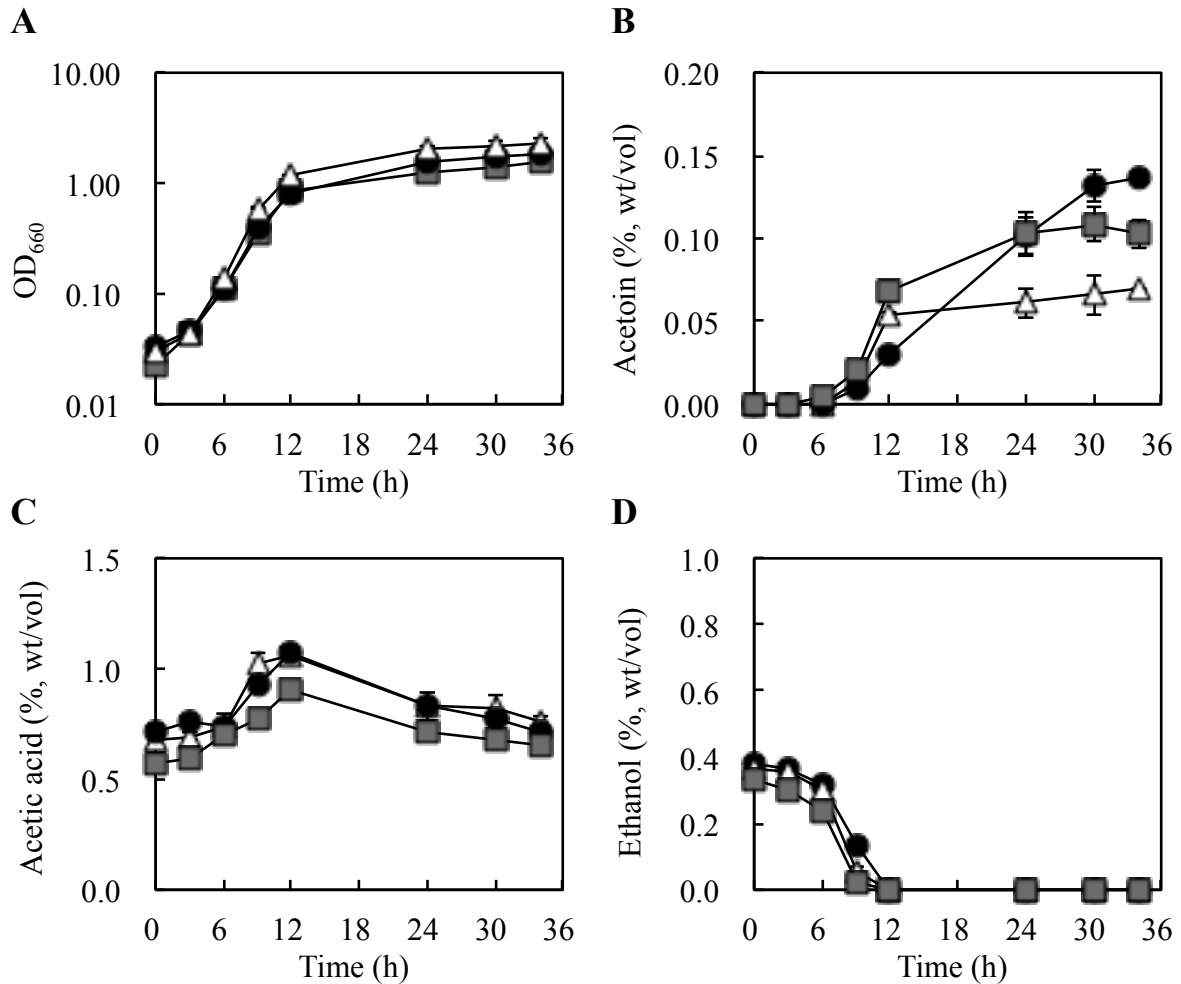 A
10.00
1.00
0.10
0.01
OD660
0 6 12 18 24 30 36
Time (h)
B
0.20
0.15
0.10
0.05
0.00
Acetoin (%, wt/vol)
0 6 12 18 24 30 36
Time (h)
C
1.5
1.0
0.5
0.0
Acetic acid (%, wt/vol)
0 6 12 18 24 30 36
Time (h)
D
1.0
0.8
0.6
0.4
0.2
0.0
Ethanol (%, wt/vol)
0 6 12 18 24 30 36
Time (h)